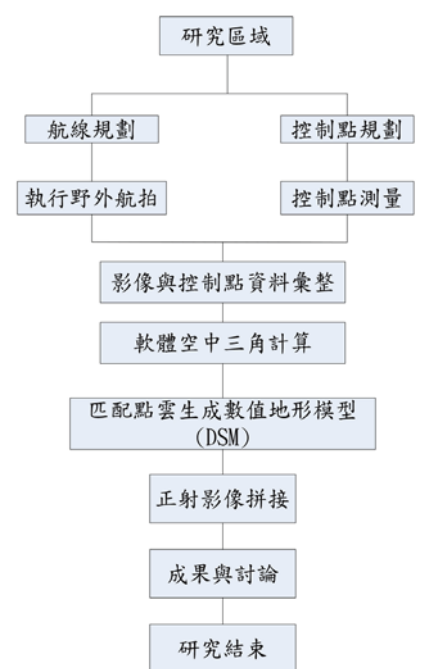 研究區域
航線規劃
控制點規劃
執行野外航拍
控制點測量
影像與控制點資料彙整
軟體空中三角計算
匹配點雲生成數值地形模型
(DSM)
正射影像拼接
成果與討論
研究結束